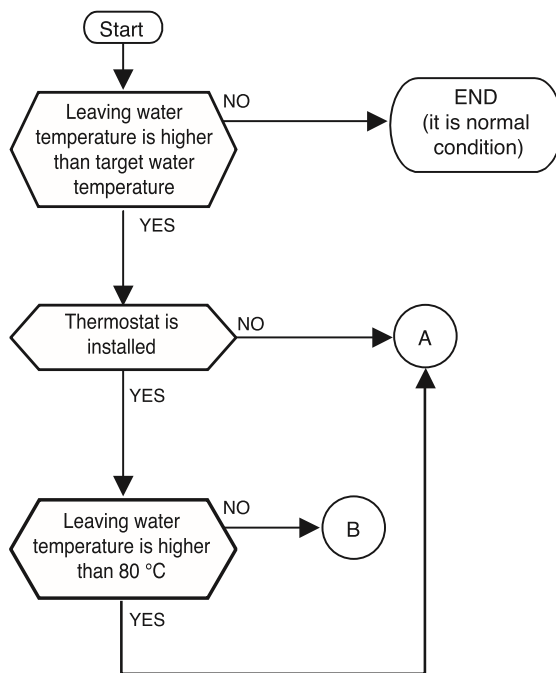 Start
Leaving water
temperature is higher
than target water
temperature
NO
END
(it is normal
condition)
YES
Thermostat is
installed
NO
A
YES
Leaving water
temperature is higher
than 80 °C
NO
B
YES